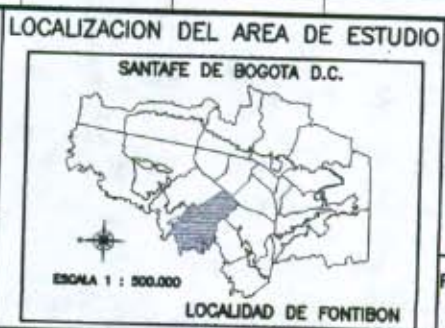 LOCALIZACION DEL AREA DE ESTUDIO
SANTAFE DE BOGOTA D.C.
ESCALA 1 : 500.000
LOCALIDAD DE FONTIBON